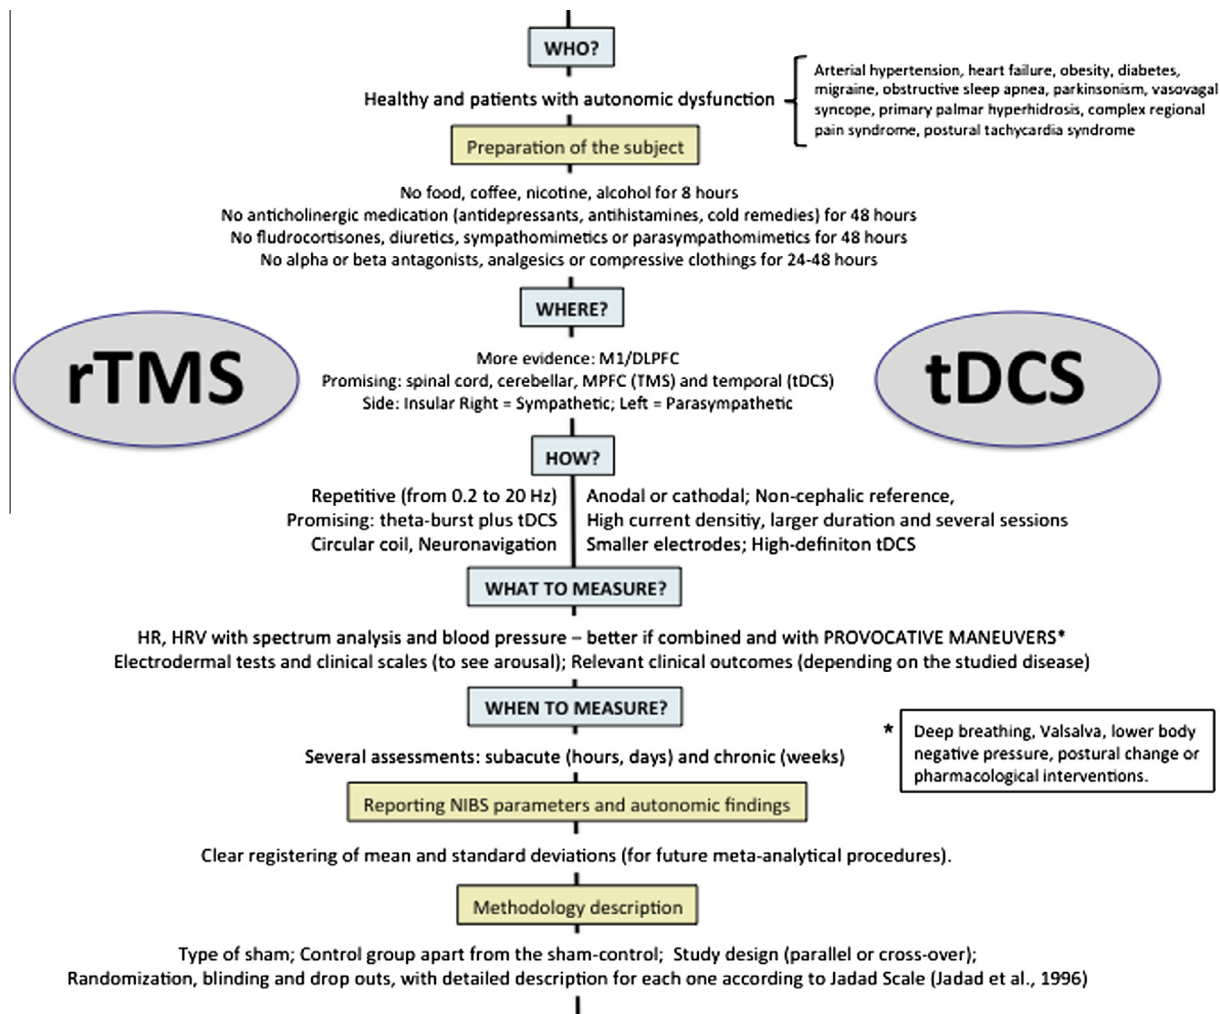 WHO?
Healthy and patients with autonomic dysfunction
Arterial hypertension, heart failure, obesity, diabetes,
migraine, obstructive sleep apnea, parkinsonism, vasovagal
syncope, primary palmar hyperhidrosis, complex regional
pain syndrome, postural tachycardia syndrome
Preparation of the subject
No food, coffee, nicotine, alcohol for 8 hours
No anticholinergic medication (antidepressants, antihistamines, cold remedies) for 48 hours
No fludrocortisones, diuretics, sympathomimetics or parasympathomimetics for 48 hours
No alpha or beta antagonists, analgesics or compressive clothings for 24-48 hours
WHERE?
rTMS
tDCS
More evidence: M1/DLPFC
Promising: spinal cord, cerebellar, MPFC (TMS) and temporal (tDCS)
Side: Insular Right = Sympathetic; Left = Parasympathetic
HOW?
Repetitive (from 0.2 to 20 Hz)
Promising: theta-burst plus tDCS
Circular coil, Neuronavigation
Anodal or cathodal; Non-cephalic reference,
High current densitiy, larger duration and several sessions
Smaller electrodes; High-definiton tDCS
WHAT TO MEASURE?
HR, HRV with spectrum analysis and blood pressure – better if combined and with PROVOCATIVE MANEUVERS*
Electrodermal tests and clinical scales (to see arousal); Relevant clinical outcomes (depending on the studied disease)
WHEN TO MEASURE?
* Deep breathing, Valsalva, lower body
negative pressure, postural change or
pharmacological interventions.
Several assessments: subacute (hours, days) and chronic (weeks)
Reporting NIBS parameters and autonomic findings
Clear registering of mean and standard deviations (for future meta-analytical procedures).
Methodology description
Type of sham; Control group apart from the sham-control; Study design (parallel or cross-over);
Randomization, blinding and drop outs, with detailed description for each one according to Jadad Scale (Jadad et al., 1996)